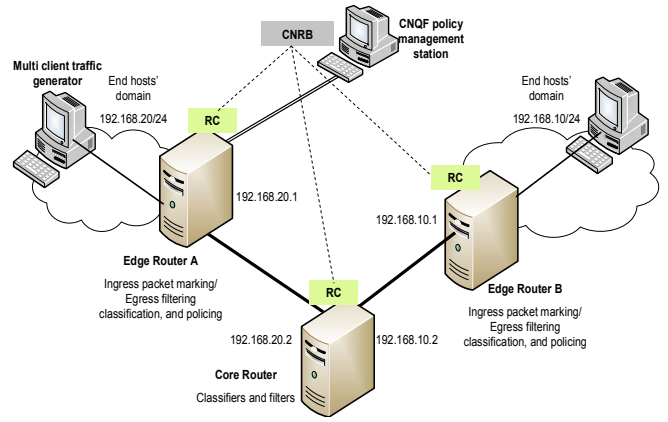 CNRB
CNQF policy
management
station
Multi client traffic
generator
End hosts’
domain
192.168.20/24
End hosts’
domain
192.168.10/24
RC
RC
192.168.20.1
192.168.10.1
Edge Router A
Ingress packet marking/
Egress filtering
classification, and policing
RC
Edge Router B
Ingress packet marking/
Egress filtering
classification, and policing
192.168.20.2
192.168.10.2
Core Router
Classifiers and filters